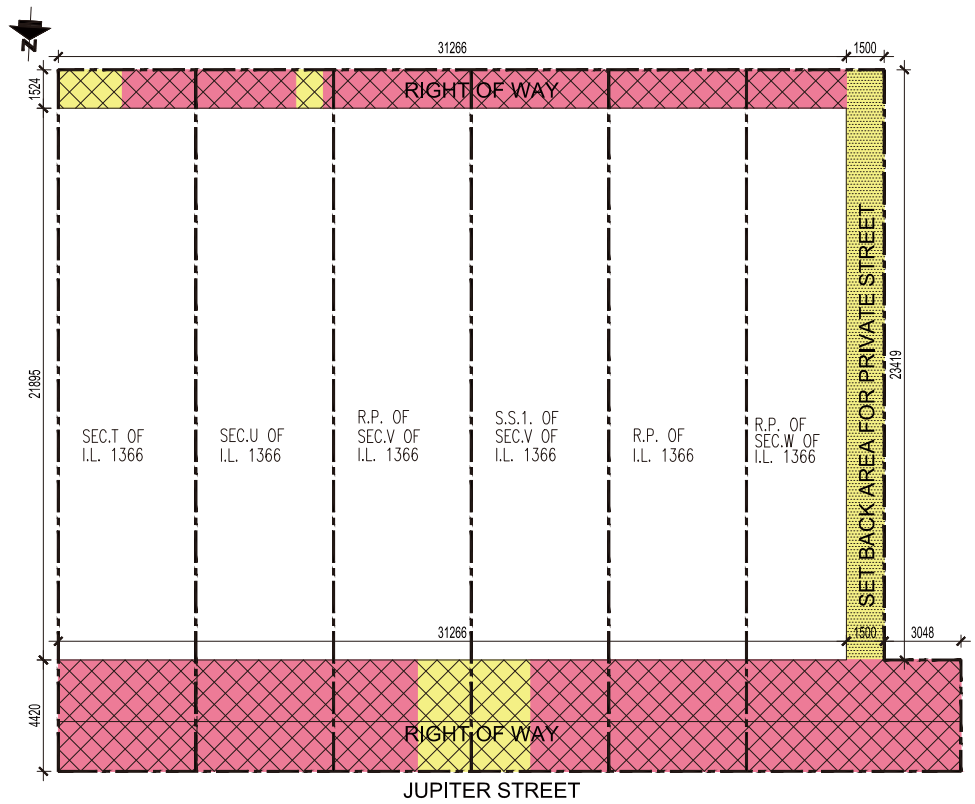 N
31266
1500
1524
RIGHT OF WAY
21895
23419
SET BACK AREA FOR PRIVATE STREET
SEC.T OF
I.L. 1366
SEC.U OF
I.L. 1366
R.P. OF
SEC.V OF
I.L. 1366
S.S.1. OF
SEC.V OF
I.L. 1366
R.P. OF
I.L. 1366
R.P. OF
SEC.W OF
I.L. 1366
31266
1500
3048
4420
RIGHT OF WAY
JUPITER STREET